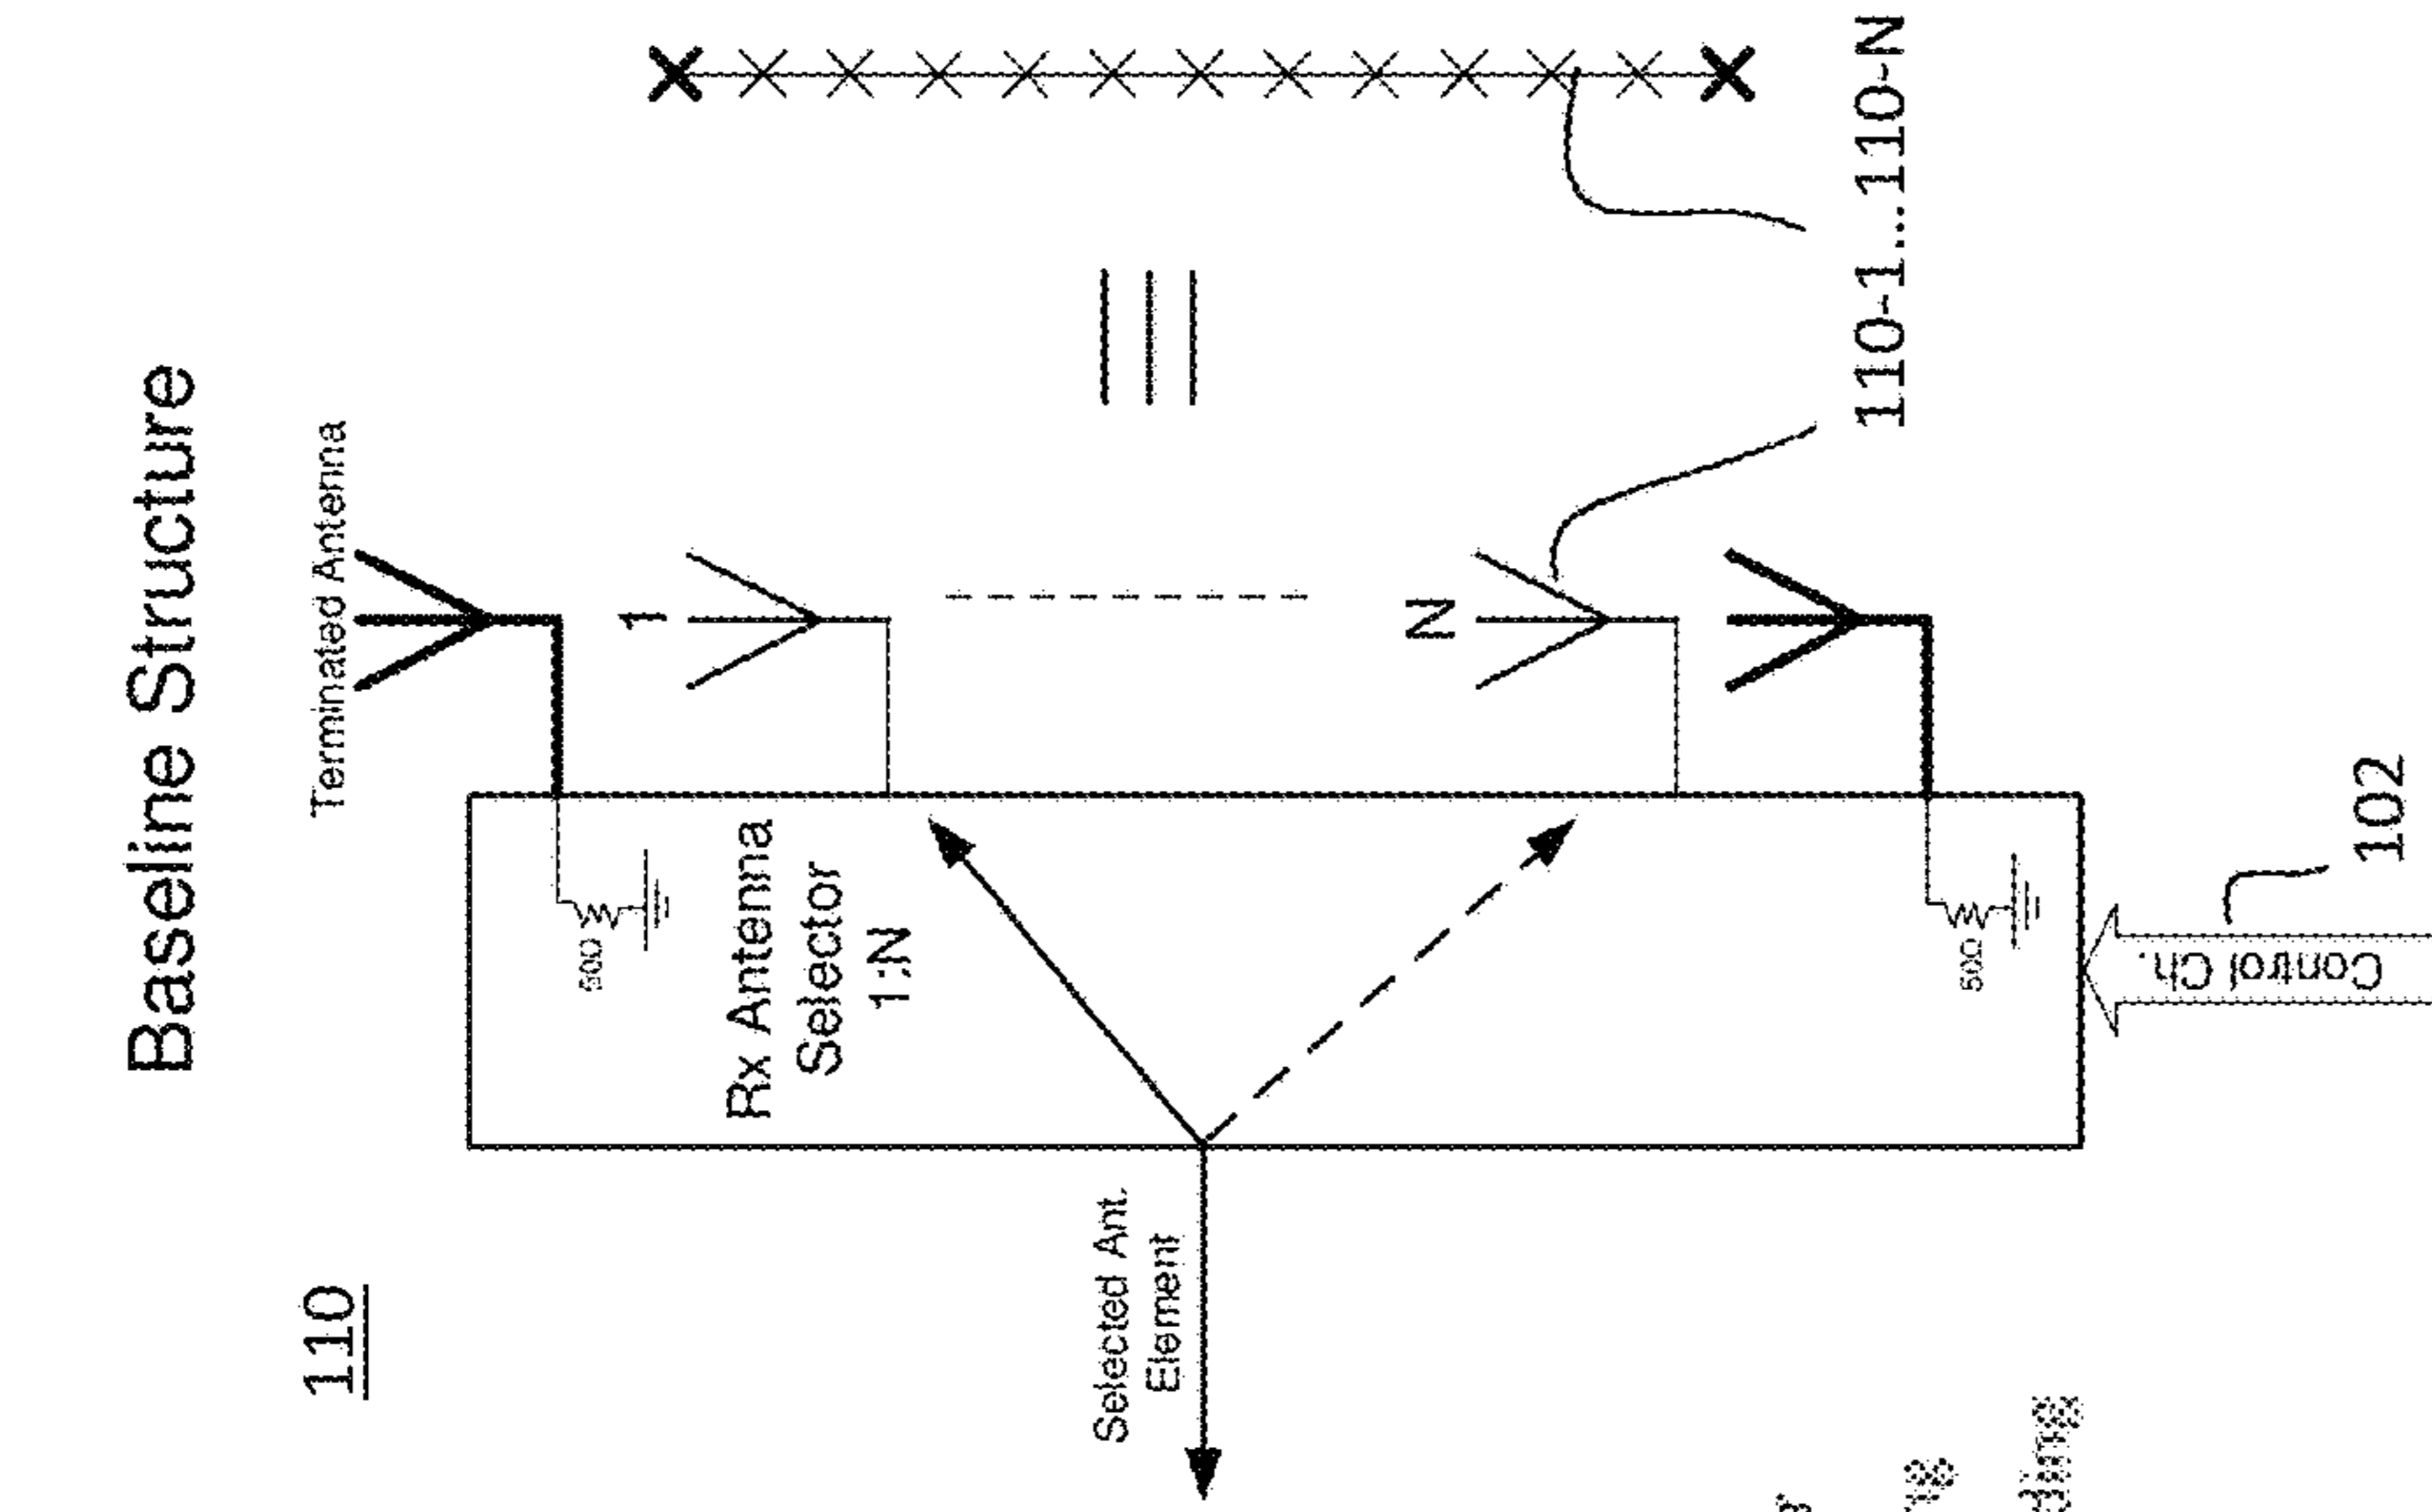 Baseline Structure
110
Terminated Antenna
50Ω
1
Rx Antenna
Selector
1:N
Selected Ant.
Element
N
50Ω
Control Ch.
102
110-1...110-N